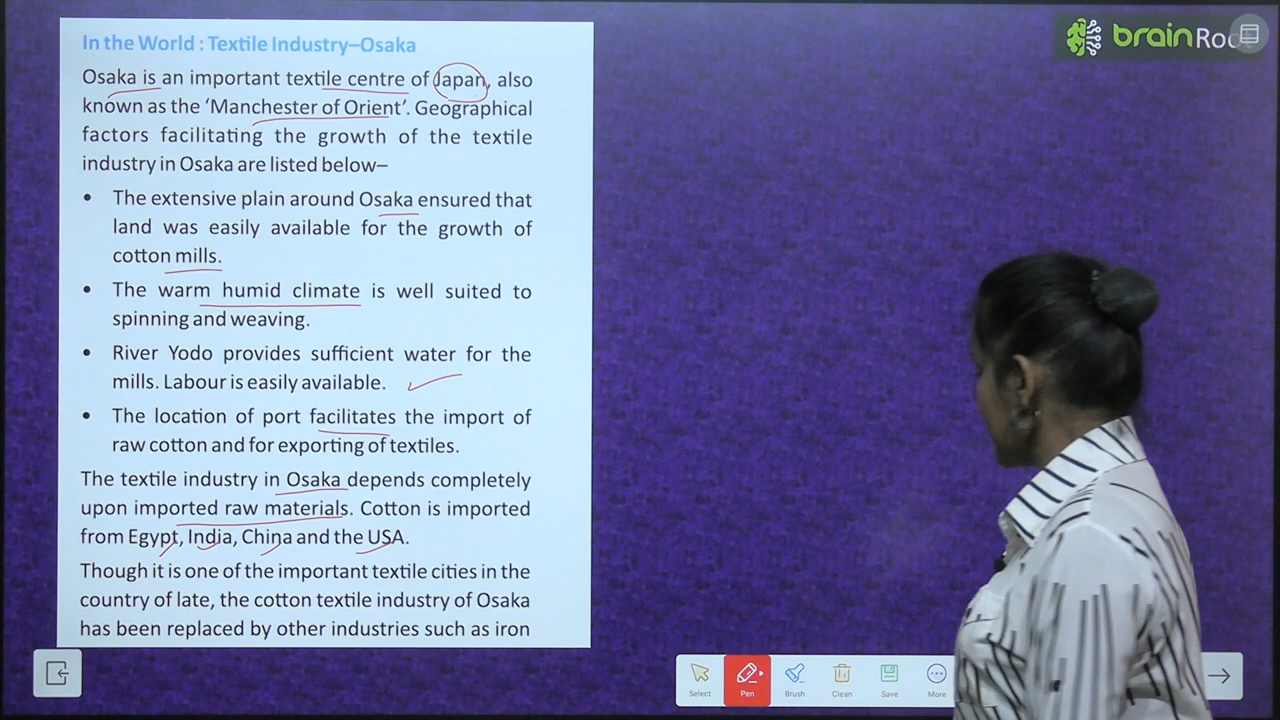 In the World : Textile Industry–Osaka
Osaka is an important textile centre of Japan, also
known as the ‘Manchester of Orient’. Geographical
factors facilitating the growth of the textile
industry in Osaka are listed below–
• The extensive plain around Osaka ensured that
land was easily available for the growth of
cotton mills.
• The warm humid climate is well suited to
spinning and weaving.
• River Yodo provides sufficient water for the
mills. Labour is easily available.
• The location of port facilitates the import of
raw cotton and for exporting of textiles.
The textile industry in Osaka depends completely
upon imported raw materials. Cotton is imported
from Egypt, India, China and the USA.
Though it is one of the important textile cities in the
country of late, the cotton textile industry of Osaka
has been replaced by other industries such as iron
brain
Select Pen Brush Clean Save More